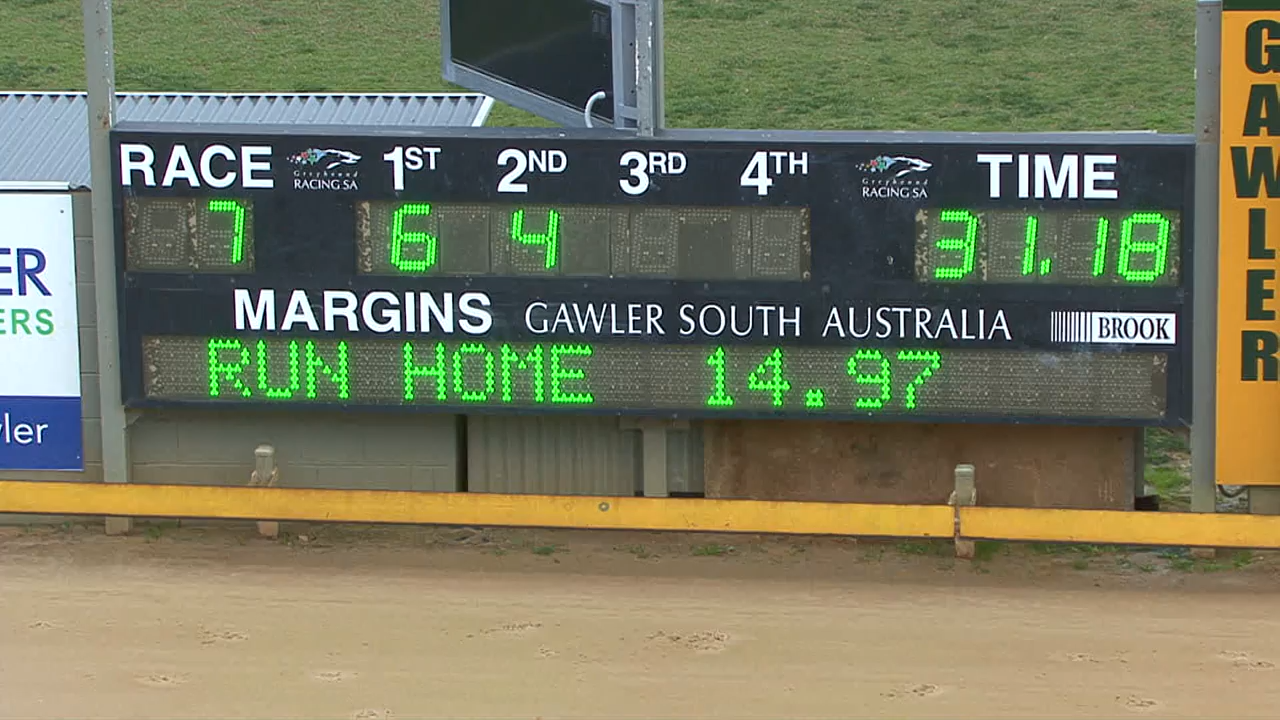 RACE Greyhound RACING SA 1ST 2ND 3RD 4TH Greyhound RACING SA TIME
7 6 4 31.18
MARGINS GAWLER SOUTH AUSTRALIA BROOK
RUN HOME 14.97
ER
ERS
ler
GAWLER